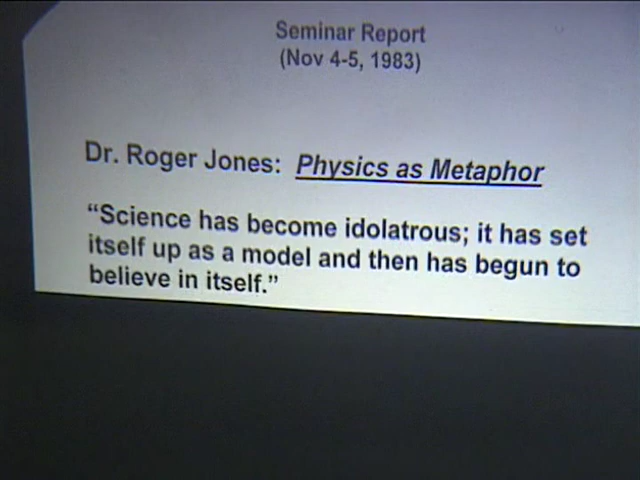 Seminar Report
(Nov 4-5, 1983)
Dr. Roger Jones: Physics as Metaphor
“Science has become idolatrous; it has set
itself up as a model and then has begun to
believe in itself.”